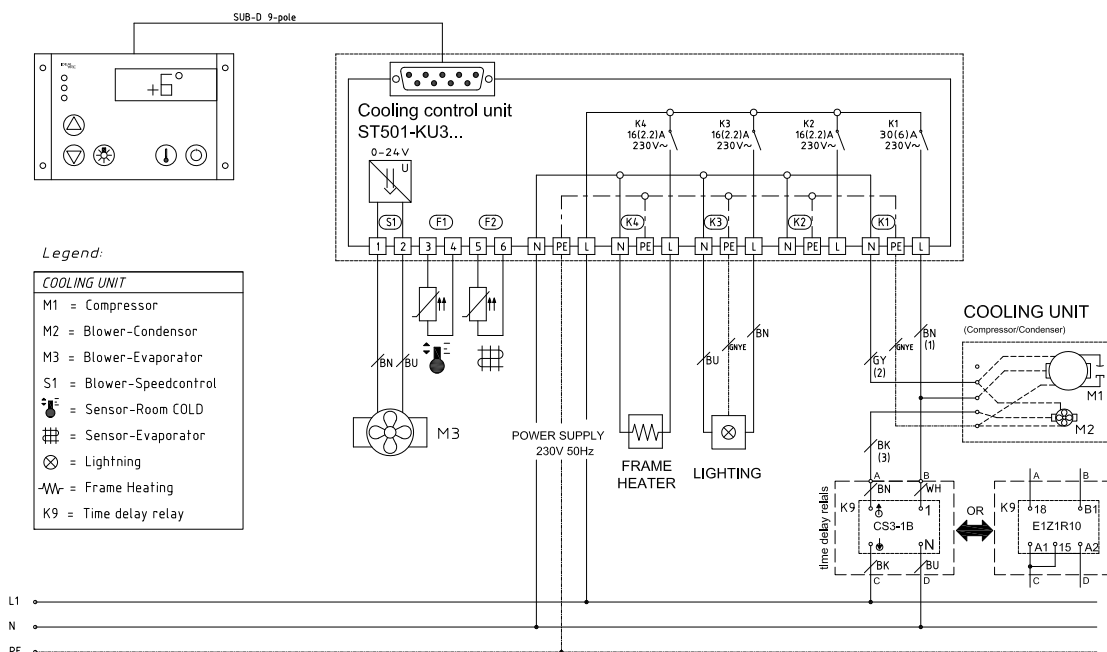 SUB-D 9-pole
+6°
Cooling control unit
ST501-KU3...
0-24V
U
K4
16(2.2)A
230V~
K3
16(2.2)A
230V~
K2
16(2.2)A
230V~
K1
30(6)A
230V~
S1 F1 F2 K4 K3 K2 K1
1 2 3 4 5 6 N PE L N PE L N PE L N PE L N PE L
Legend:
COOLING UNIT
M1 = Compressor
M2 = Blower-Condensor
M3 = Blower-Evaporator
S1 = Blower-Speedcontrol
= Sensor-Room COLD
= Sensor-Evaporator
= Lightning
= Frame Heating
K9 = Time delay relay
BN BU
M3
POWER SUPPLY
230V 50Hz
FRAME
HEATER
BU GNYE BN
LIGHTING
GY
(2)
GNYE
BN
(1)
BK
(3)
COOLING UNIT
(Compressor/Condenser)
M1
M2
time delay relais
A B
BN WH
K9 1
CS3-1B
N
BK BU
C D
OR
A B
K9 18 B1
E1Z1R10
A1 15 A2
C D
L1
N
PE